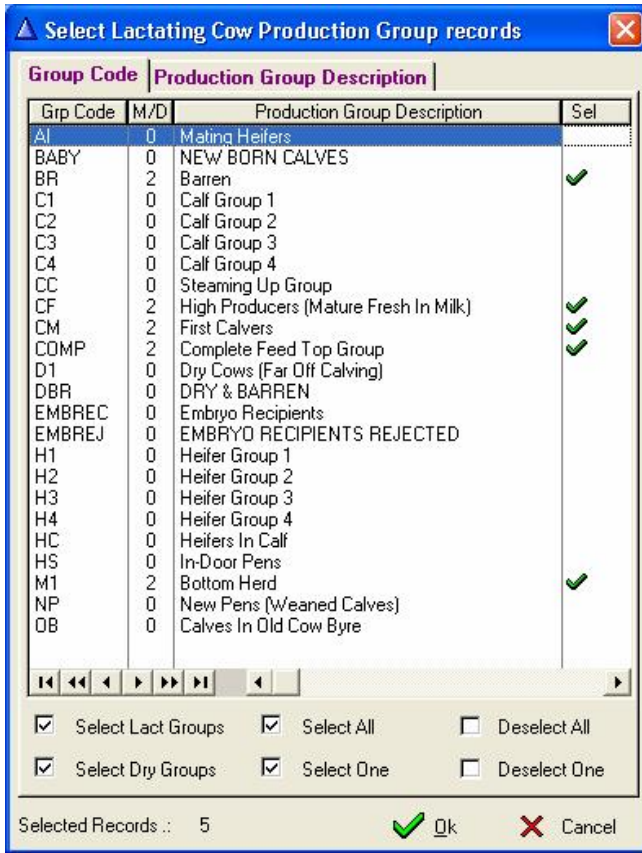 Select Lactating Cow Production Group records
Group Code Production Group Description
Grp Code M/D Production Group Description Sel
AI 0 Mating Heifers
BABY 0 NEW BORN CALVES
BR 2 Barren
C1 0 Calf Group 1
C2 0 Calf Group 2
C3 0 Calf Group 3
C4 0 Calf Group 4
CC 0 Steaming Up Group
CF 2 High Producers (Mature Fresh In Milk)
CM 2 First Calvers
COMP 2 Complete Feed Top Group
D1 0 Dry Cows (Far Off Calving)
DBR 0 DRY & BARREN
EMBREC 0 Embryo Recipients
EMBREJ 0 EMBRYO RECIPIENTS REJECTED
H1 0 Heifer Group 1
H2 0 Heifer Group 2
H3 0 Heifer Group 3
H4 0 Heifer Group 4
HC 0 Heifers In Calf
HS 0 In-Door Pens
M1 2 Bottom Herd
NP 0 New Pens (Weaned Calves)
OB 0 Calves In Old Cow Byre
Select Lact Groups Select All Deselect All
Select Dry Groups Select One Deselect One
Selected Records .: 5 Ok Cancel